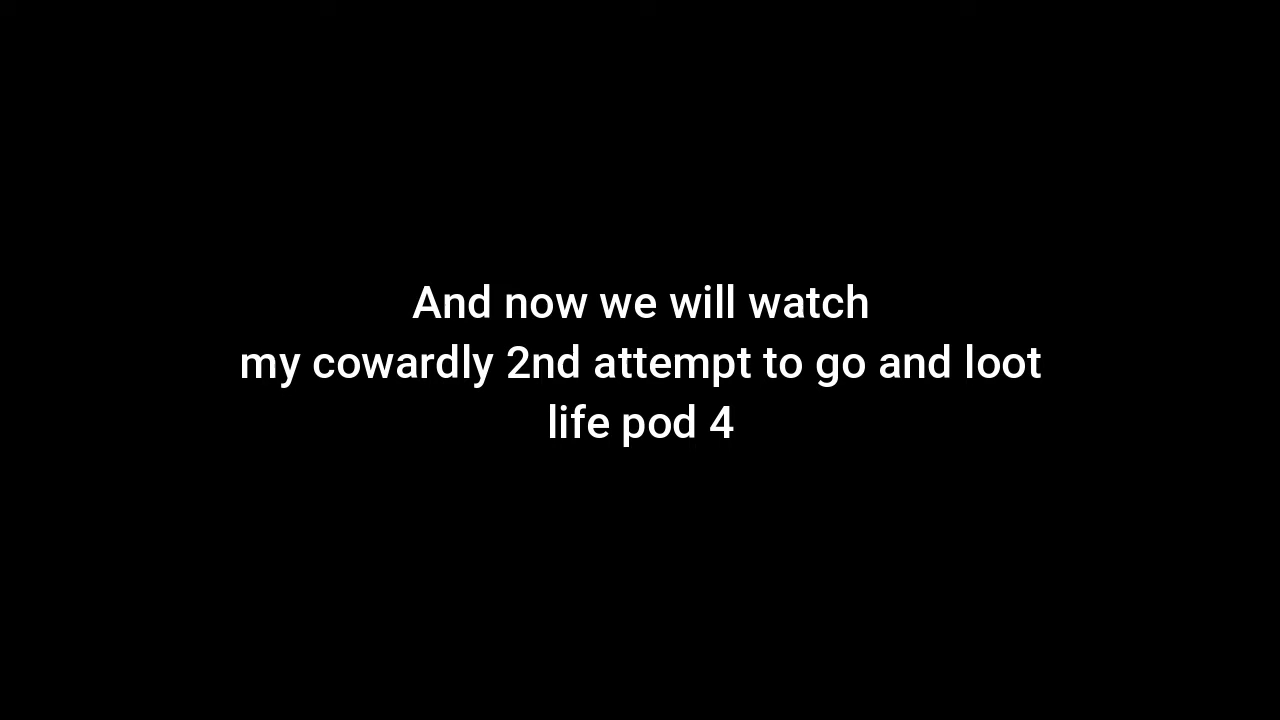 And now we will watch
my cowardly 2nd attempt to go and loot
life pod 4